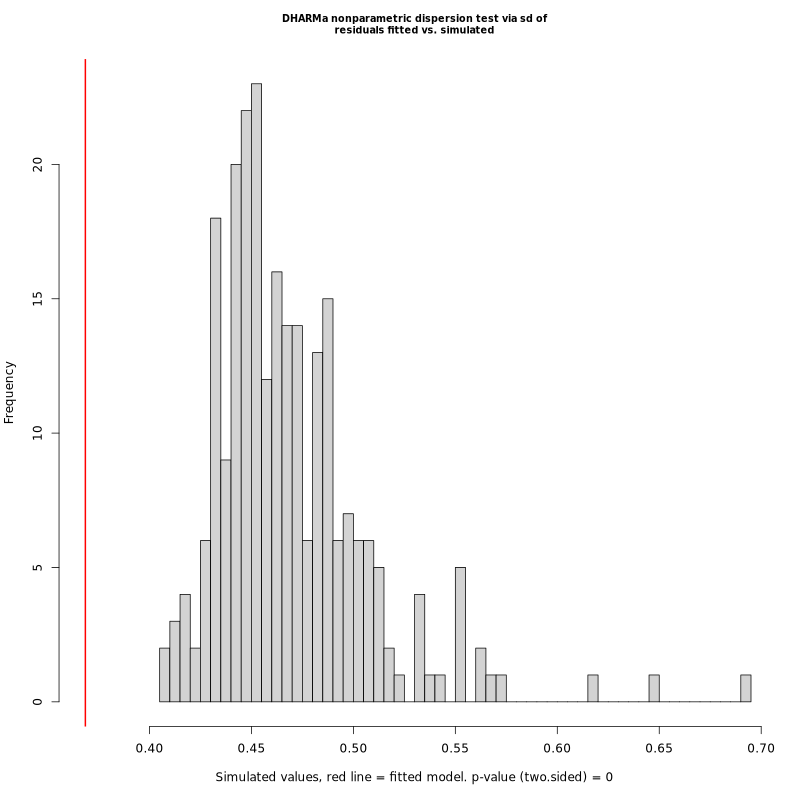 DHARMa nonparametric dispersion test via sd of
residuals fitted vs. simulated
Frequency
20
15
10
5
0
0.40 0.45 0.50 0.55 0.60 0.65 0.70
Simulated values, red line = fitted model. p-value (two.sided) = 0